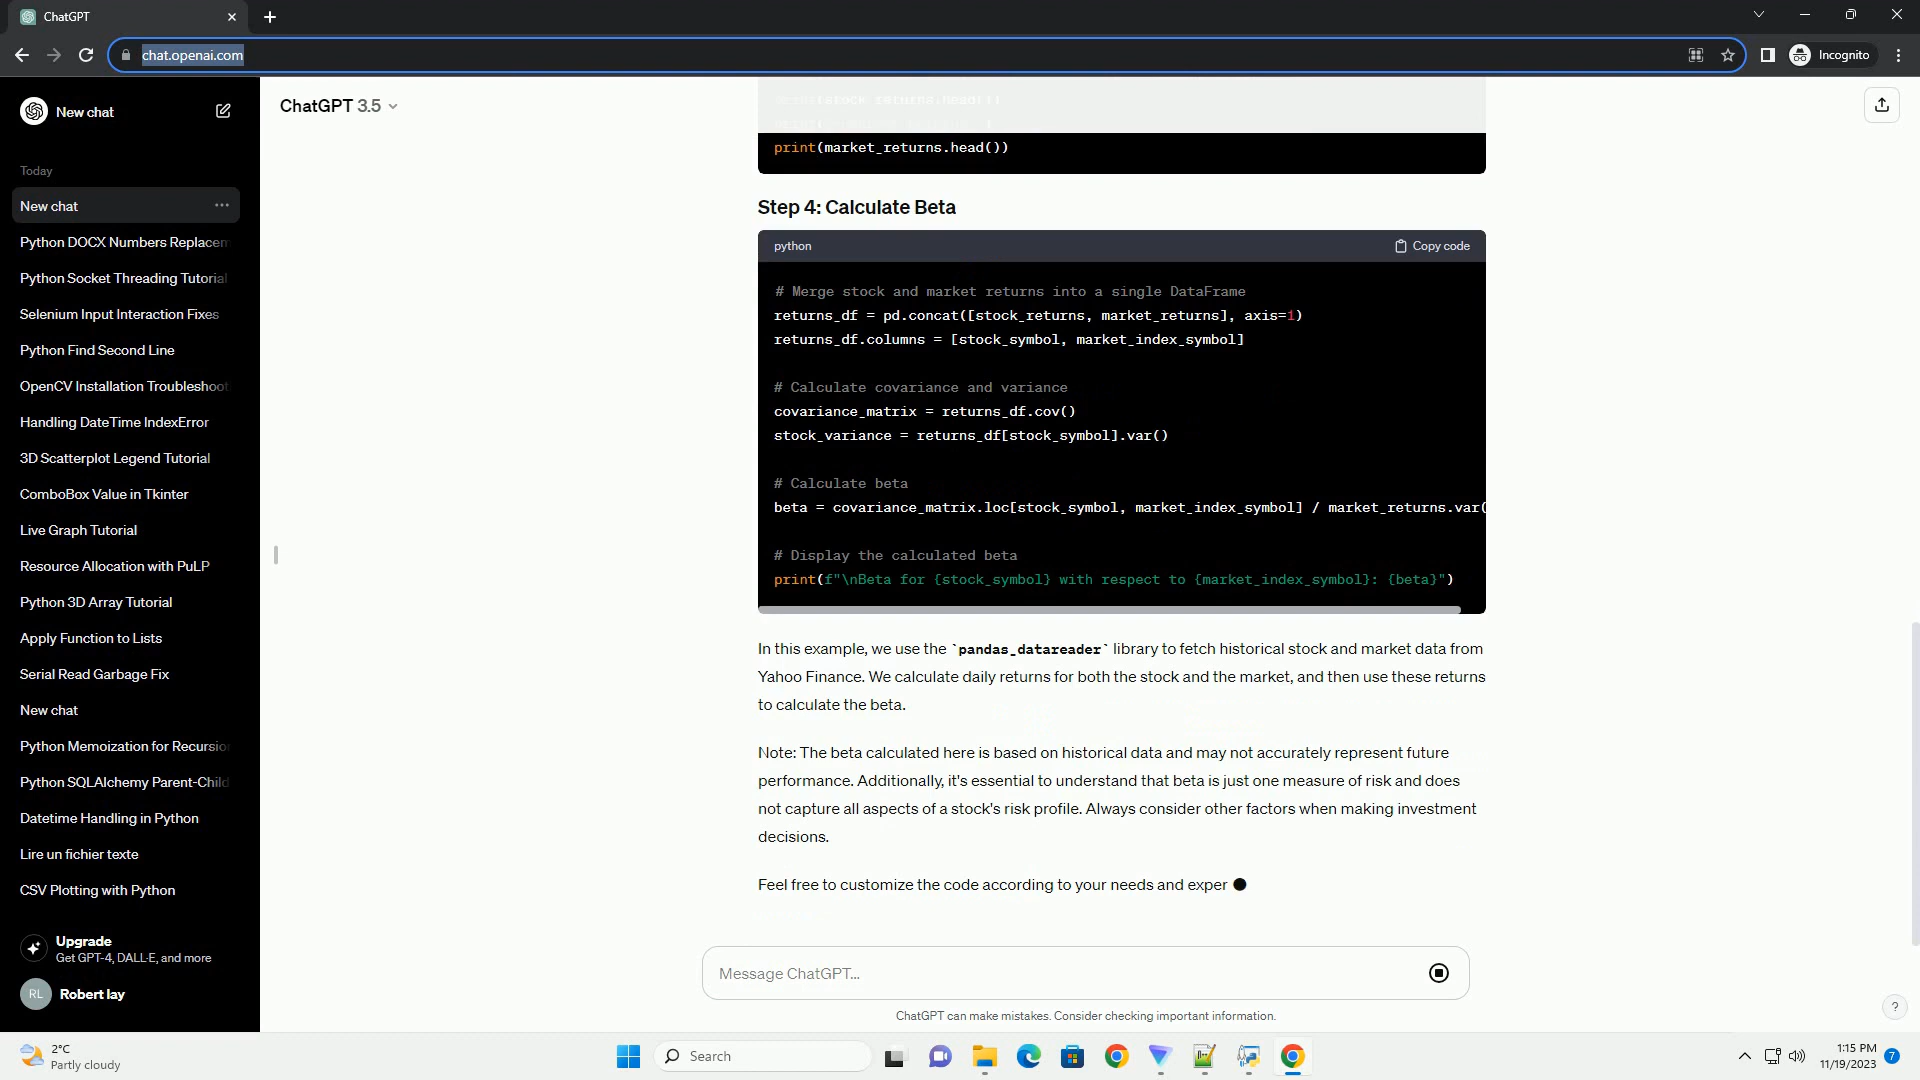 ChatGPT
chat.openai.com
Incognito
New chat
Today
New chat
Python DOCX Numbers Replacem
Python Socket Threading Tutorial
Selenium Input Interaction Fixes
Python Find Second Line
OpenCV Installation Troubleshoot
Handling DateTime IndexError
3D Scatterplot Legend Tutorial
ComboBox Value in Tkinter
Live Graph Tutorial
Resource Allocation with PuLP
Python 3D Array Tutorial
Apply Function to Lists
Serial Read Garbage Fix
New chat
Python Memoization for Recursion
Python SQLAlchemy Parent-Child
Datetime Handling in Python
Lire un fichier texte
CSV Plotting with Python
Upgrade
Get GPT-4, DALL·E, and more
RL Robert lay
ChatGPT 3.5
print(stock_returns.head())
print(market_returns.head())
Step 4: Calculate Beta
python
Copy code
# Merge stock and market returns into a single DataFrame
returns_df = pd.concat([stock_returns, market_returns], axis=1)
returns_df.columns = [stock_symbol, market_index_symbol]
# Calculate covariance and variance
covariance_matrix = returns_df.cov()
stock_variance = returns_df[stock_symbol].var()
# Calculate beta
beta = covariance_matrix.loc[stock_symbol, market_index_symbol] / market_returns.var(
# Display the calculated beta
print(f"\nBeta for {stock_symbol} with respect to {market_index_symbol}: {beta}")
In this example, we use the `pandas_datareader` library to fetch historical stock and market data from
Yahoo Finance. We calculate daily returns for both the stock and the market, and then use these returns
to calculate the beta.
Note: The beta calculated here is based on historical data and may not accurately represent future
performance. Additionally, it's essential to understand that beta is just one measure of risk and does
not capture all aspects of a stock's risk profile. Always consider other factors when making investment
decisions.
Feel free to customize the code according to your needs and exper
Message ChatGPT...
ChatGPT can make mistakes. Consider checking important information.
?
2°C
Partly cloudy
Search
1:15 PM
11/19/2023
7